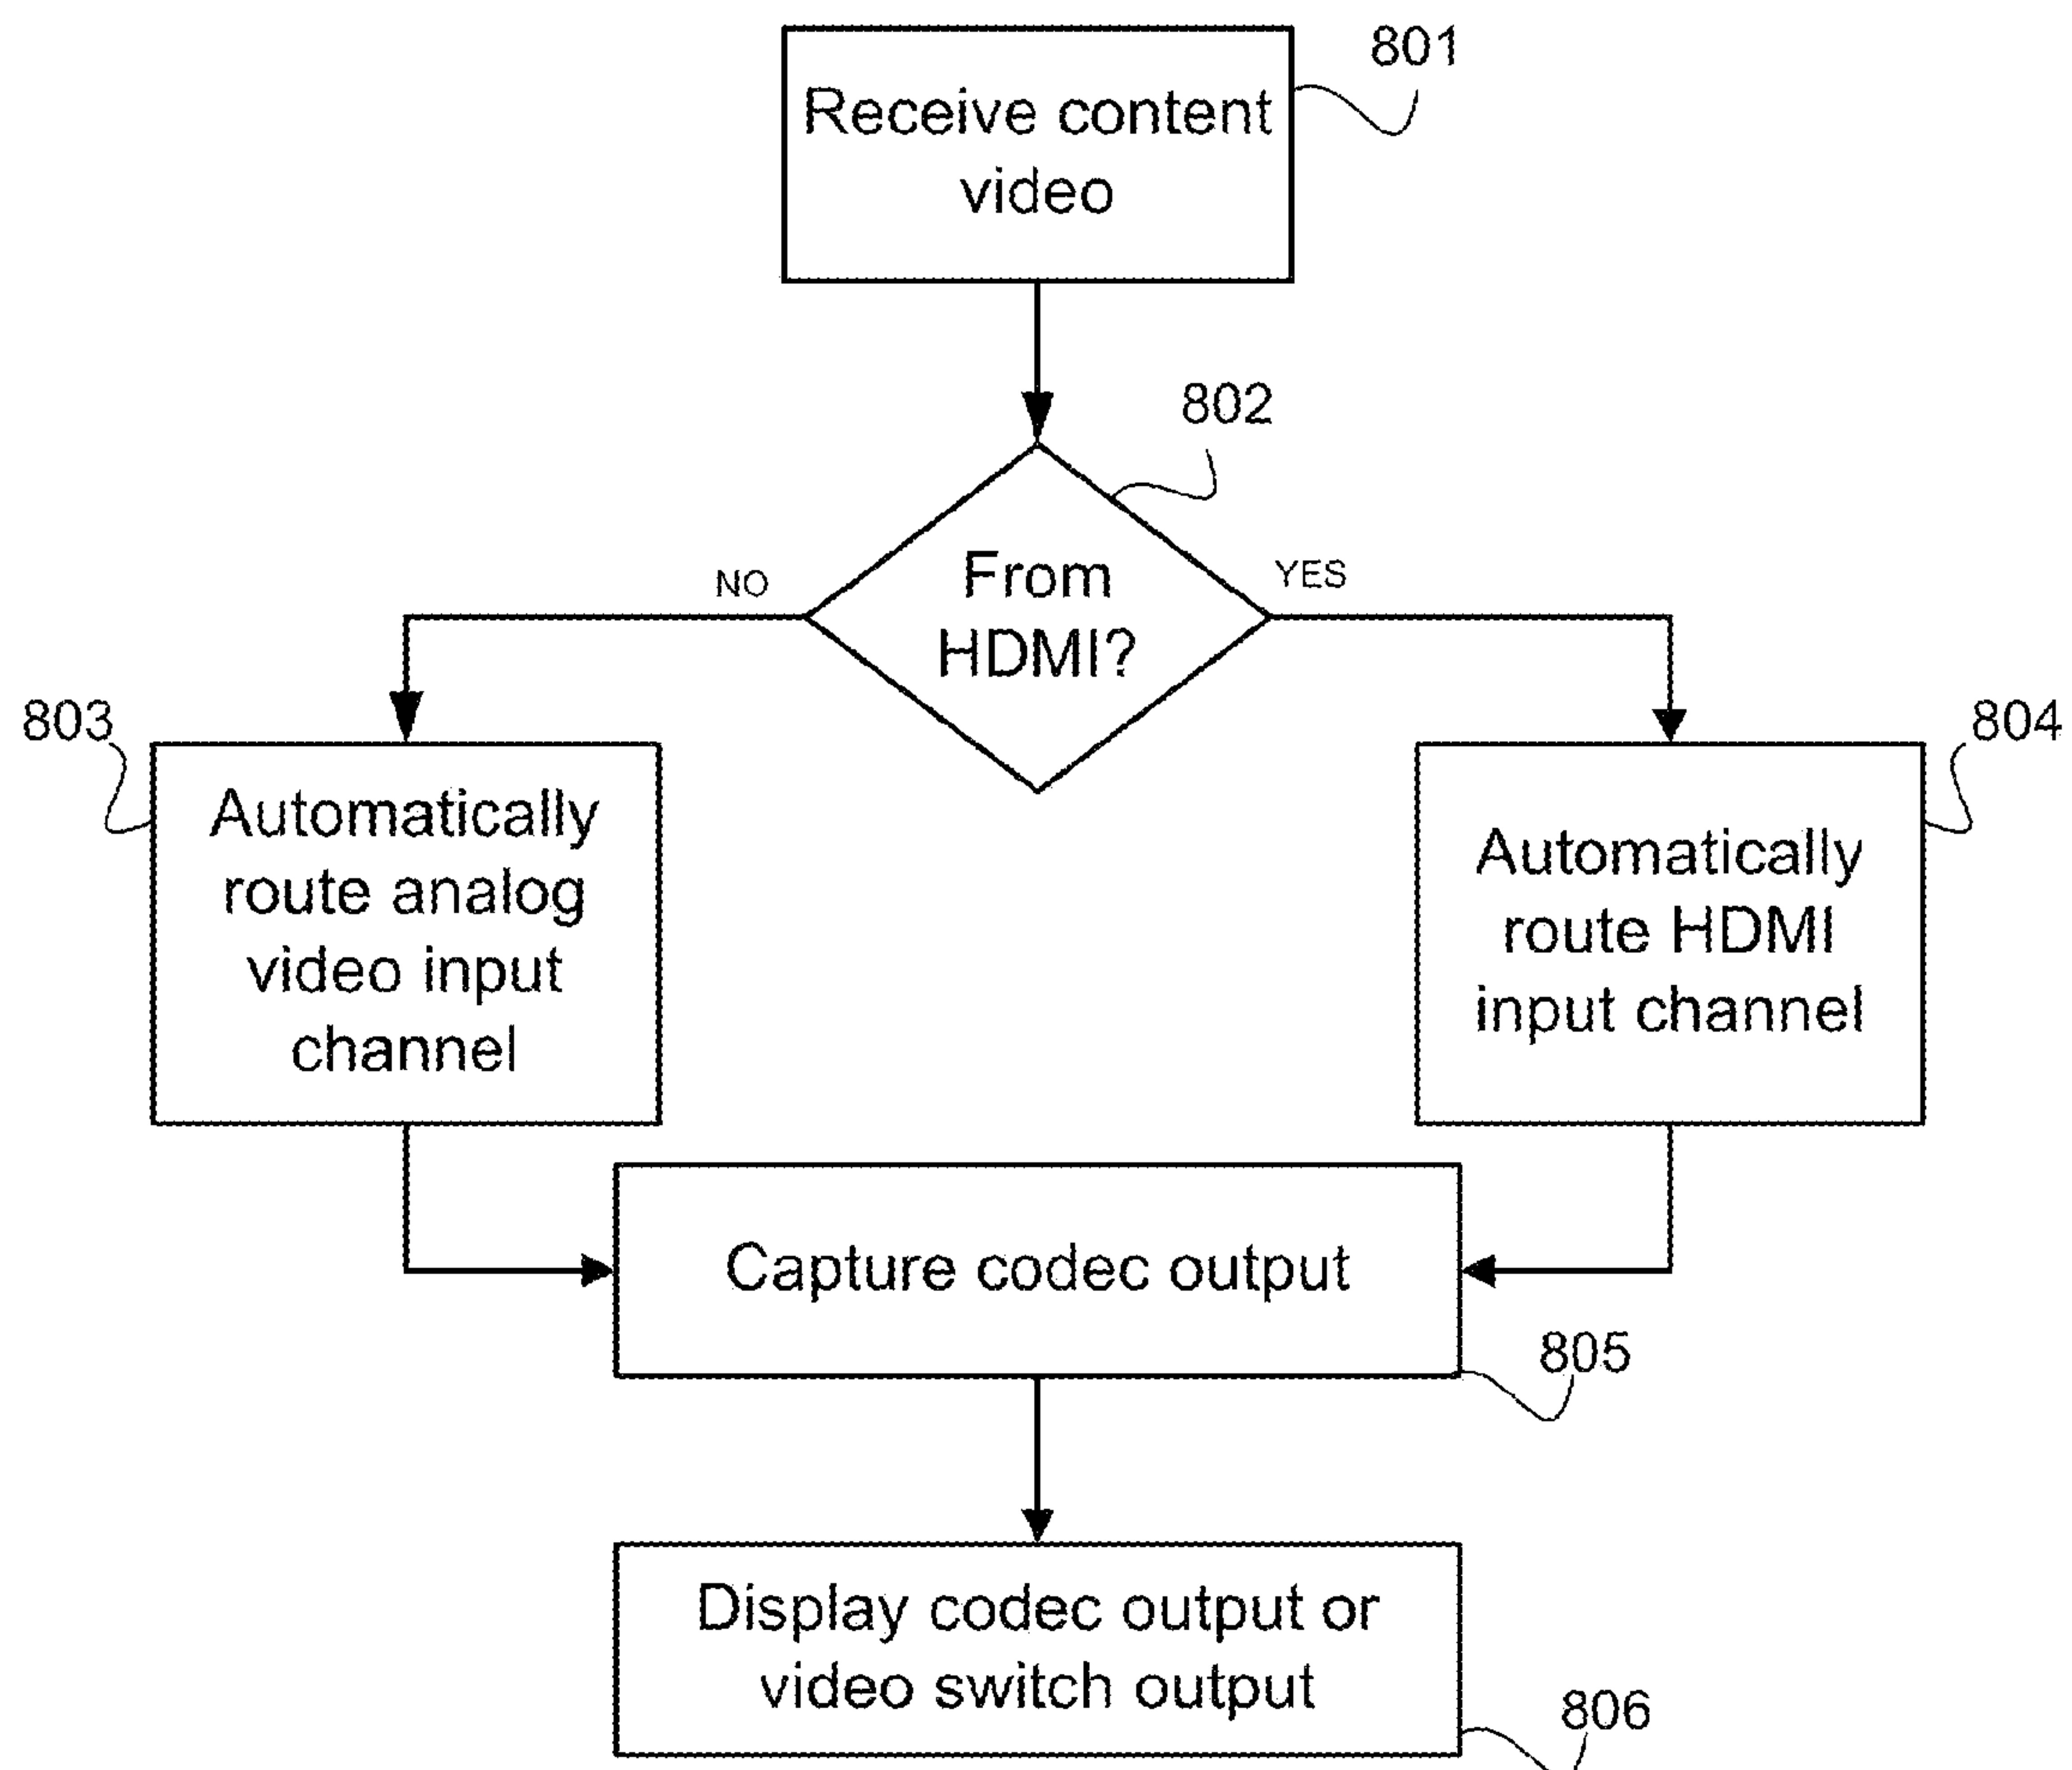 801
Receive content
video
802
From
HDMI?
NO
YES
803
Automatically
route analog
video input
channel
804
Automatically
route HDMI
input channel
Capture codec output
805
Display codec output or
video switch output
806